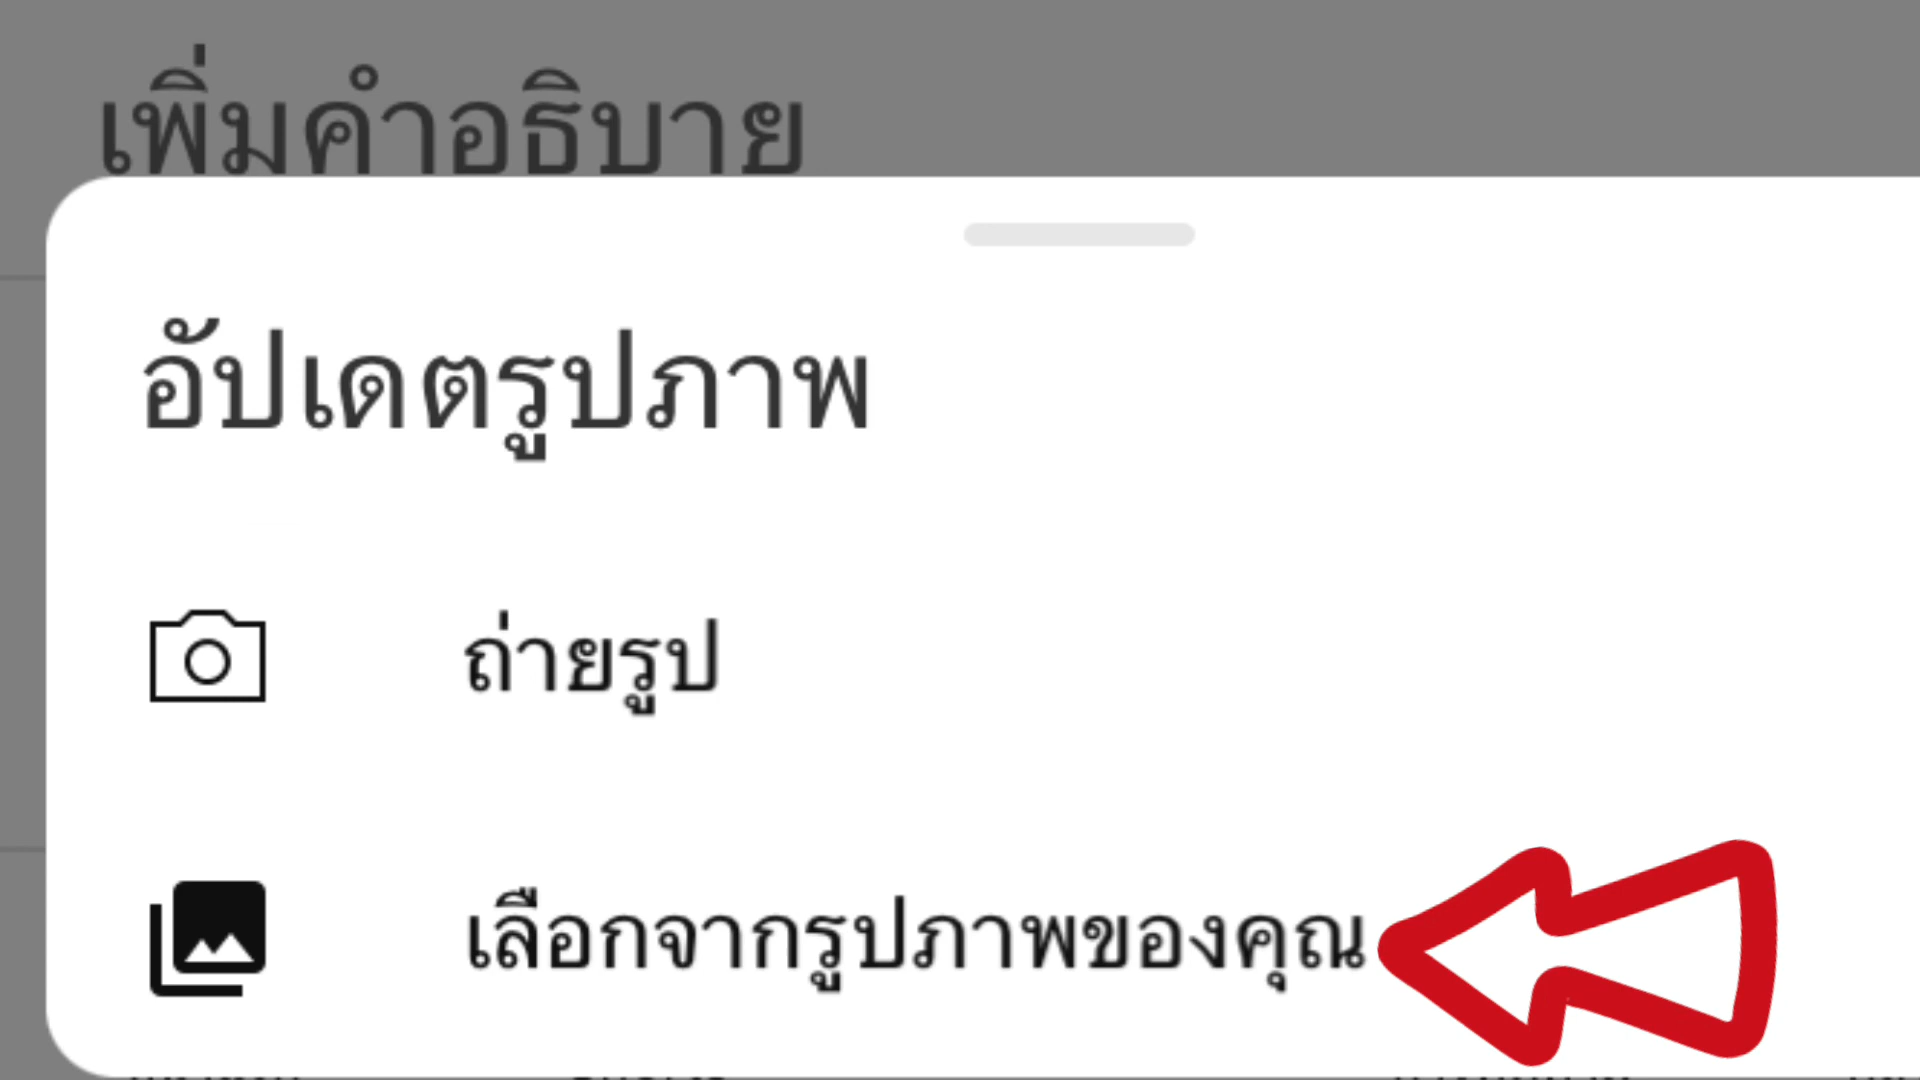 เพิ่มคำอธิบาย
อัปเดตรูปภาพ
ถ่ายรูป
เลือกจากรูปภาพของคุณ